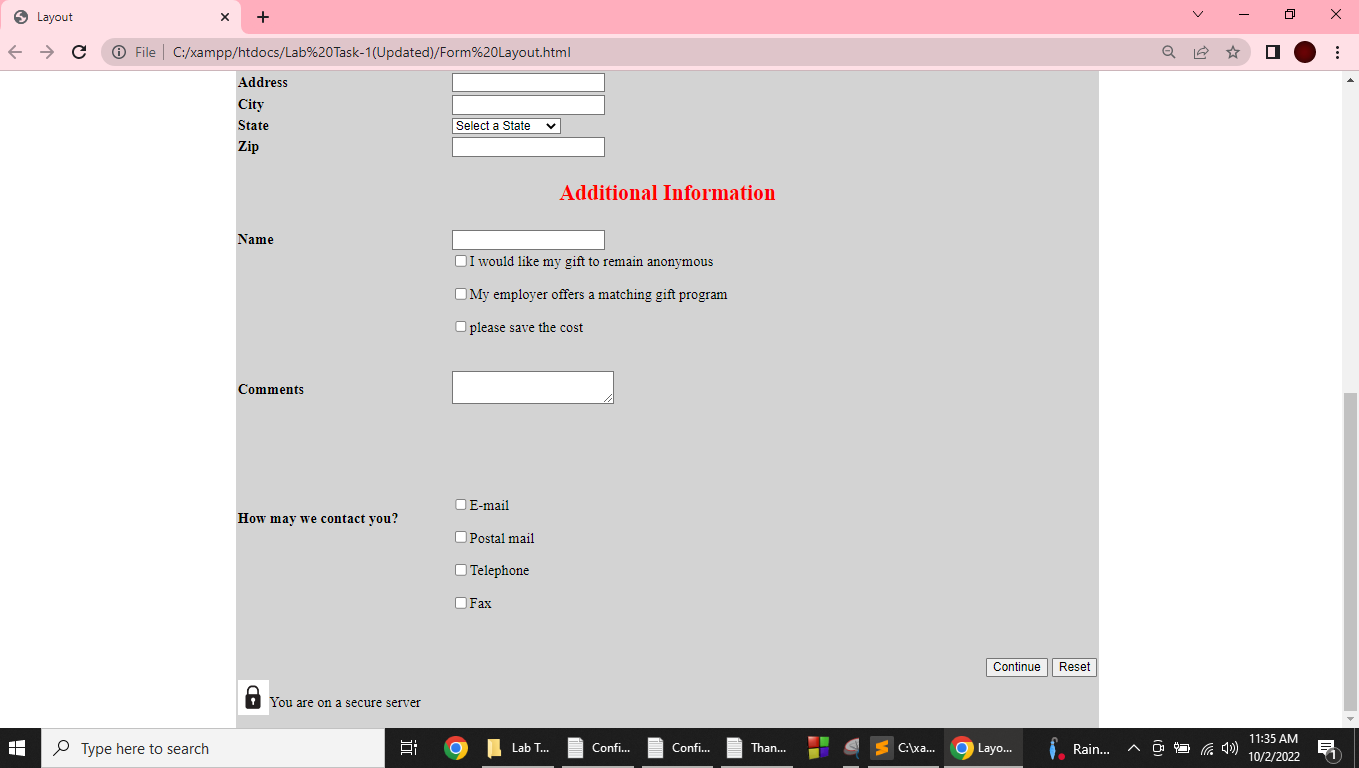 Layout
File C:/xampp/htdocs/Lab%20Task-1(Updated)/Form%20Layout.html
Address
City
State Select a State
Zip
Additional Information
Name
I would like my gift to remain anonymous
My employer offers a matching gift program
please save the cost
Comments
E-mail
How may we contact you?
Postal mail
Telephone
Fax
Continue Reset
You are on a secure server
Type here to search Lab T... Confi... Confi... Than... C:\xa... Layo... Rain... 11:35 AM
10/2/2022 1